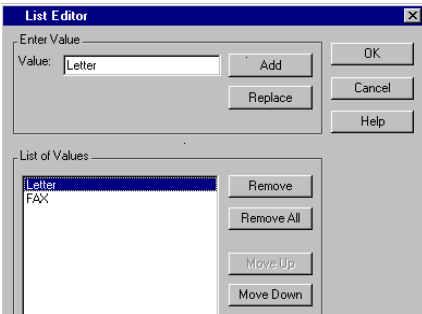 List Editor
Enter Value
Value: Letter
Add
Replace
OK
Cancel
Help
List of Values
Letter
FAX
Remove
Remove All
Move Up
Move Down